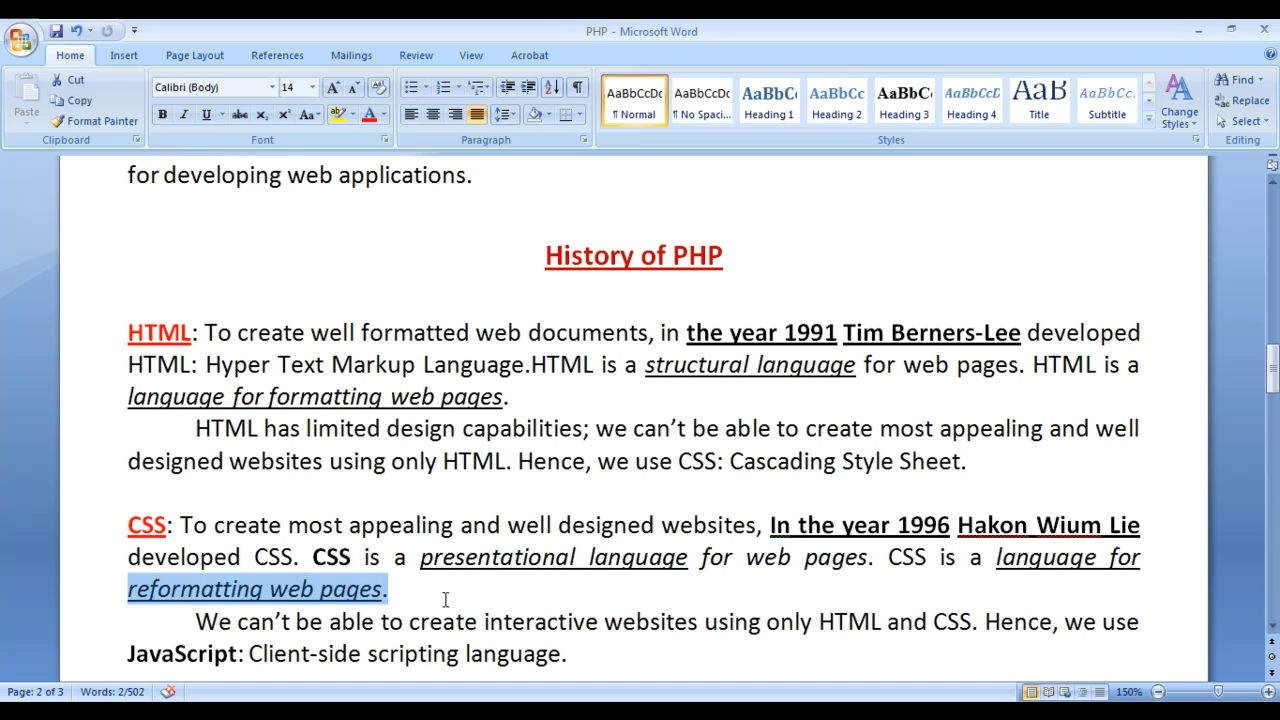 PHP - Microsoft Word
Home Insert Page Layout References Mailings Review View Acrobat
Paste
Cut
Copy
Format Painter
Clipboard
Calibri (Body) 14
B I U abc x₂ x² Aa
Font
Paragraph
AaBbCcDc AaBbCcDc AaBbCc AaBbCc AaBbCc AaBbCcD AaB AaBbCc.
¶ Normal ¶ No Spaci... Heading 1 Heading 2 Heading 3 Heading 4 Title Subtitle
Change Styles
Styles
Find
Replace
Select
Editing
for developing web applications.
History of PHP
HTML: To create well formatted web documents, in the year 1991 Tim Berners-Lee developed
HTML: Hyper Text Markup Language.HTML is a structural language for web pages. HTML is a
language for formatting web pages.
HTML has limited design capabilities; we can’t be able to create most appealing and well
designed websites using only HTML. Hence, we use CSS: Cascading Style Sheet.
CSS: To create most appealing and well designed websites, In the year 1996 Hakon Wium Lie
developed CSS. CSS is a presentational language for web pages. CSS is a language for
reformatting web pages.
We can’t be able to create interactive websites using only HTML and CSS. Hence, we use
JavaScript: Client-side scripting language.
Page: 2 of 3 Words: 2/502 150%